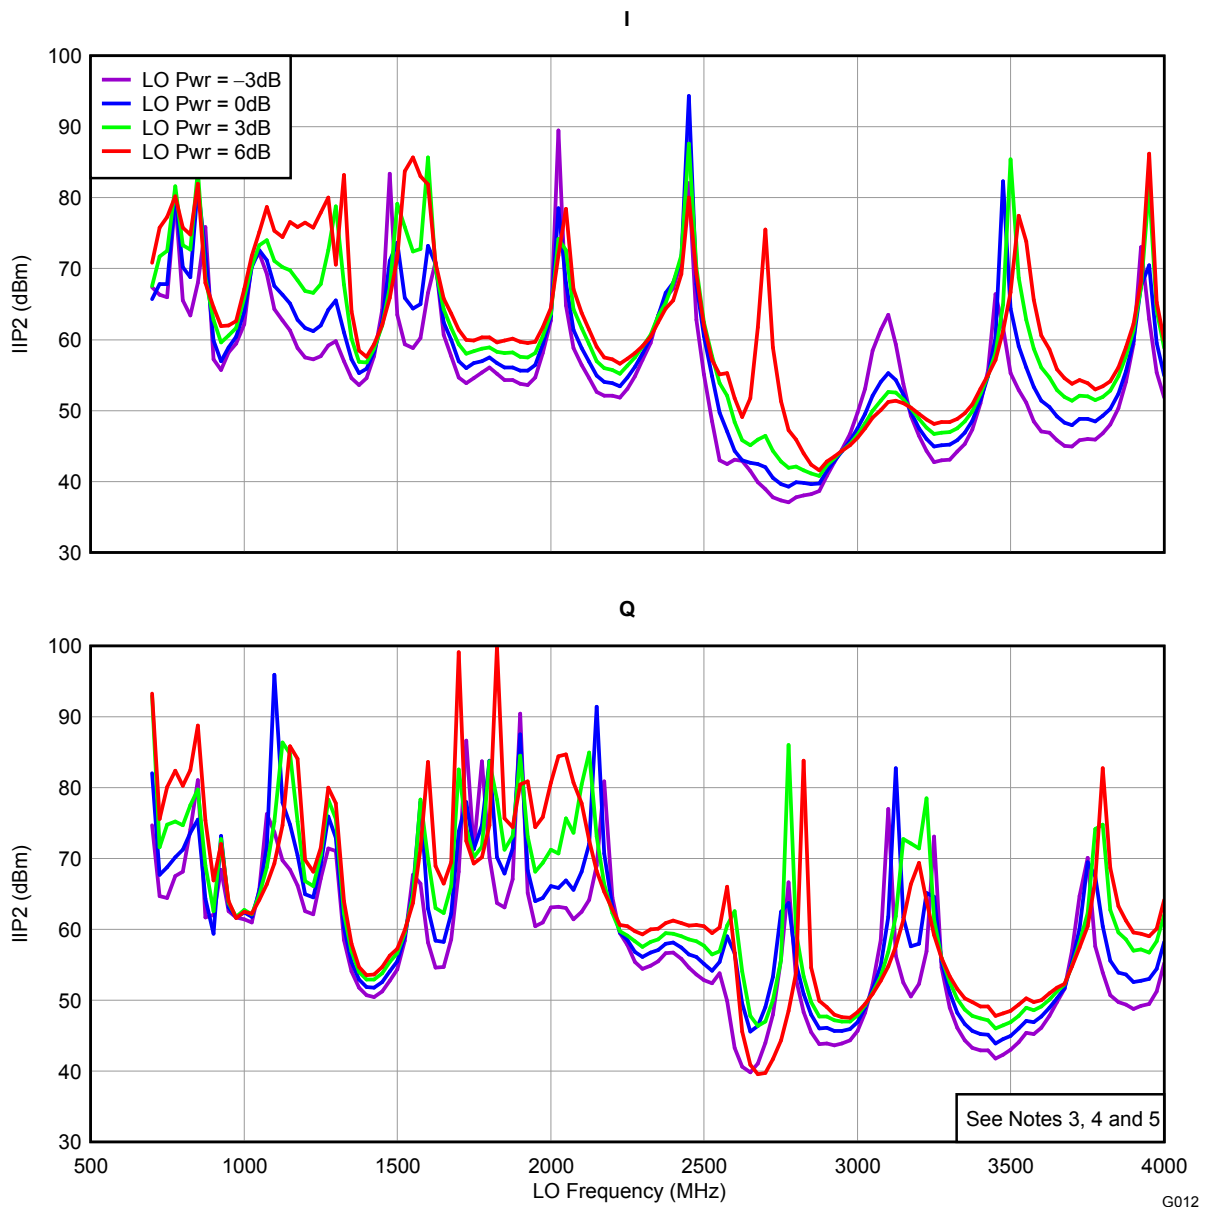 I
100
90
80
70
60
50
40
30
IIP2 (dBm)
LO Pwr = −3dB
LO Pwr = 0dB
LO Pwr = 3dB
LO Pwr = 6dB
Q
100
90
80
70
60
50
40
30
IIP2 (dBm)
See Notes 3, 4 and 5
500 1000 1500 2000 2500 3000 3500 4000
LO Frequency (MHz)
G012